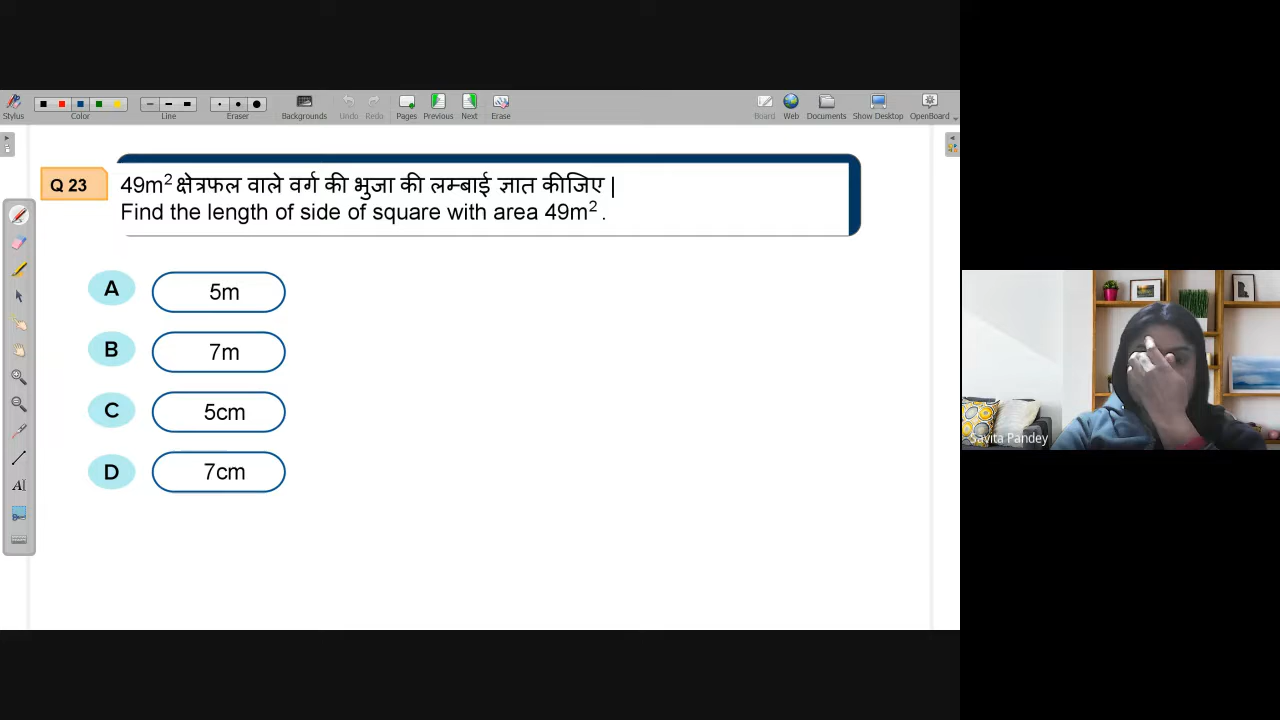 Stylus
Color
Line
Eraser
Backgrounds
Undo
Redo
Pages
Previous
Next
Erase
Board
Web
Documents
Show Desktop
OpenBoard
Q 23
49m² क्षेत्रफल वाले वर्ग की भुजा की लम्बाई ज्ञात कीजिए |
Find the length of side of square with area 49m² .
A 5m
B 7m
C 5cm
D 7cm
Savita Pandey